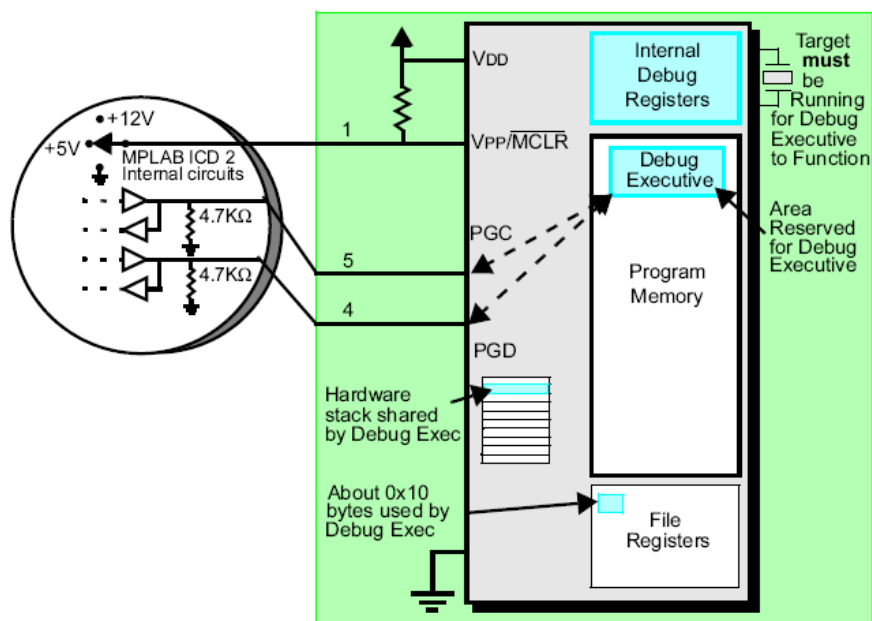 +12V
+5V
MPLAB ICD 2
Internal circuits
4.7KΩ
4.7KΩ
1
5
4
VDD
VPP/MCLR
PGC
PGD
Internal
Debug
Registers
Debug
Executive
Program
Memory
File
Registers
Target
must
be
Running
for Debug
Executive
to Function
Area
Reserved
for Debug
Executive
Hardware
stack shared
by Debug Exec
About 0x10
bytes used by
Debug Exec